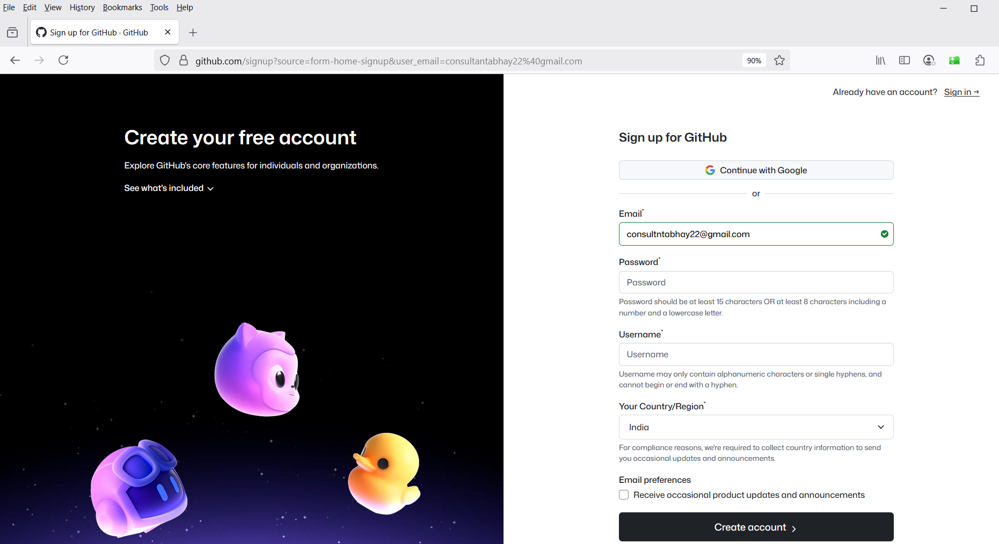 File Edit View History Bookmarks Tools Help
Sign up for GitHub · GitHub
github.com/signup?source=form-home-signup&user_email=consultantabhay22%40gmail.com 90%
Already have an account? Sign in →
Create your free account
Explore GitHub's core features for individuals and organizations.
See what's included
Sign up for GitHub
Continue with Google
or
Email*
consultntabhay22@gmail.com
Password*
Password
Password should be at least 15 characters OR at least 8 characters including a
number and a lowercase letter.
Username*
Username
Username may only contain alphanumeric characters or single hyphens, and
cannot begin or end with a hyphen.
Your Country/Region*
India
For compliance reasons, we're required to collect country information to send
you occasional updates and announcements.
Email preferences
Receive occasional product updates and announcements
Create account